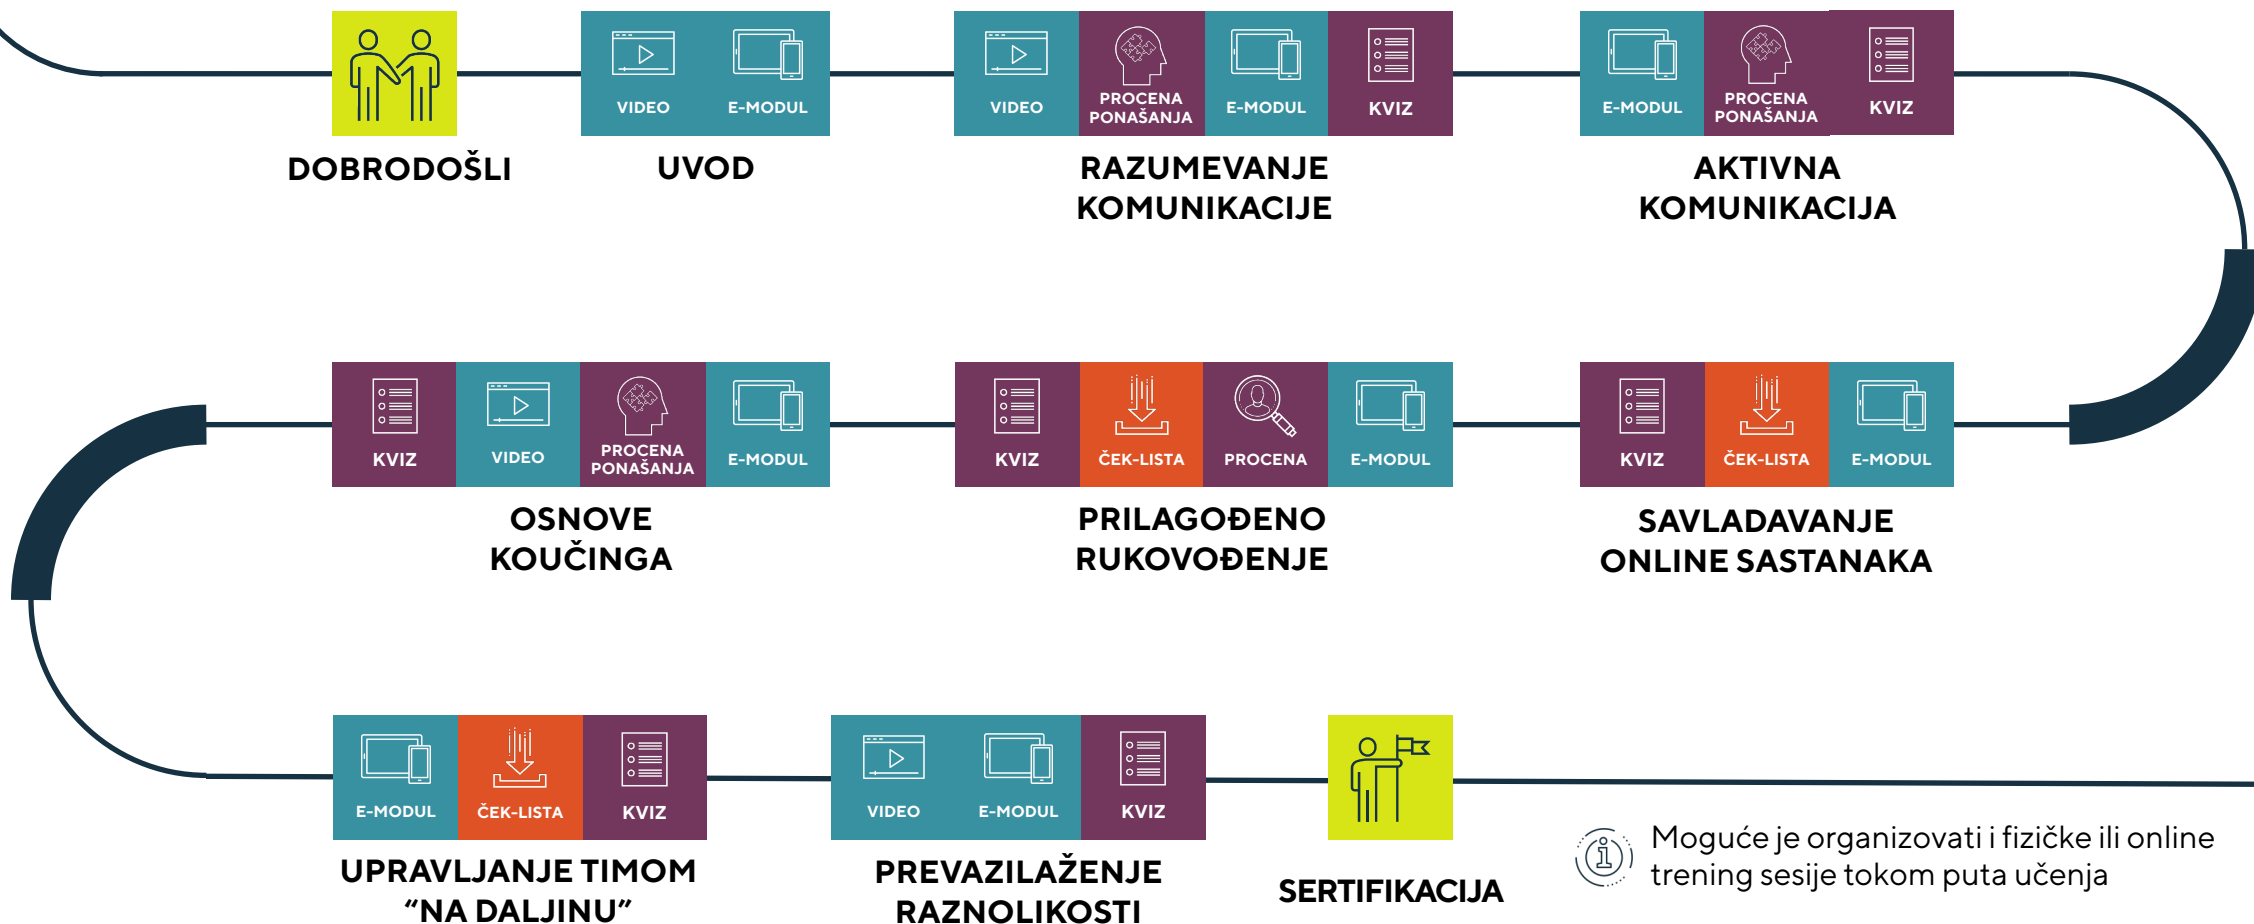 VIDEO
E-MODUL
VIDEO
PROCENA
PONAŠANJA
E-MODUL
KVIZ
E-MODUL
PROCENA
PONAŠANJA
KVIZ
DOBRODOŠLI
UVOD
RAZUMEVANJE
KOMUNIKACIJE
AKTIVNA
KOMUNIKACIJA
KVIZ
VIDEO
PROCENA
PONAŠANJA
E-MODUL
KVIZ
ČEK-LISTA
PROCENA
E-MODUL
KVIZ
ČEK-LISTA
E-MODUL
OSNOVE
KOUČINGA
PRILAGOĐENO
RUKOVOĐENJE
SAVLADAVANJE
ONLINE SASTANAKA
E-MODUL
ČEK-LISTA
KVIZ
VIDEO
E-MODUL
KVIZ
UPRAVLJANJE TIMOM
“NA DALJINU”
PREVAZILAŽENJE
RAZNOLIKOSTI
SERTIFIKACIJA
Moguće je organizovati i fizičke ili online
trening sesije tokom puta učenja